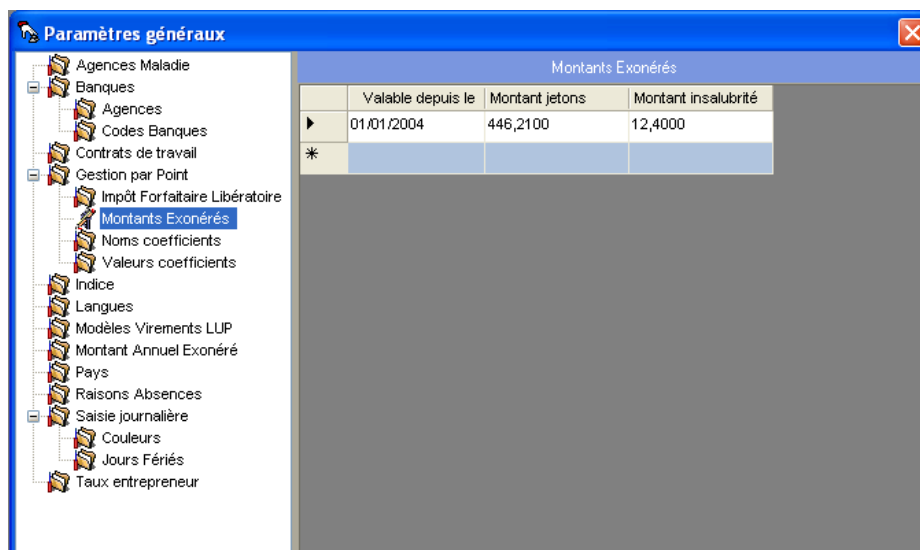 Paramètres généraux
Agences Maladie
Banques
Agences
Codes Banques
Contrats de travail
Gestion par Point
Impôt Forfaitaire Libératoire
Montants Exonérés
Noms coefficients
Valeurs coefficients
Indice
Langues
Modèles Virements LUP
Montant Annuel Exonéré
Pays
Raisons Absences
Saisie journalière
Couleurs
Jours Fériés
Taux entrepreneur
Montants Exonérés
Valable depuis le Montant jetons Montant insalubrité
01/01/2004 446,2100 12,4000